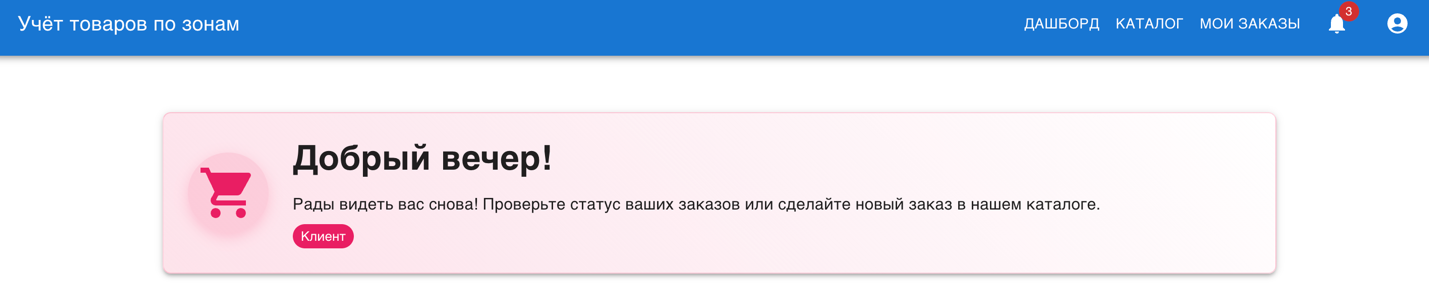 Учёт товаров по зонам
ДАШБОРД КАТАЛОГ МОИ ЗАКАЗЫ 3
Добрый вечер!
Рады видеть вас снова! Проверьте статус ваших заказов или сделайте новый заказ в нашем каталоге.
Клиент